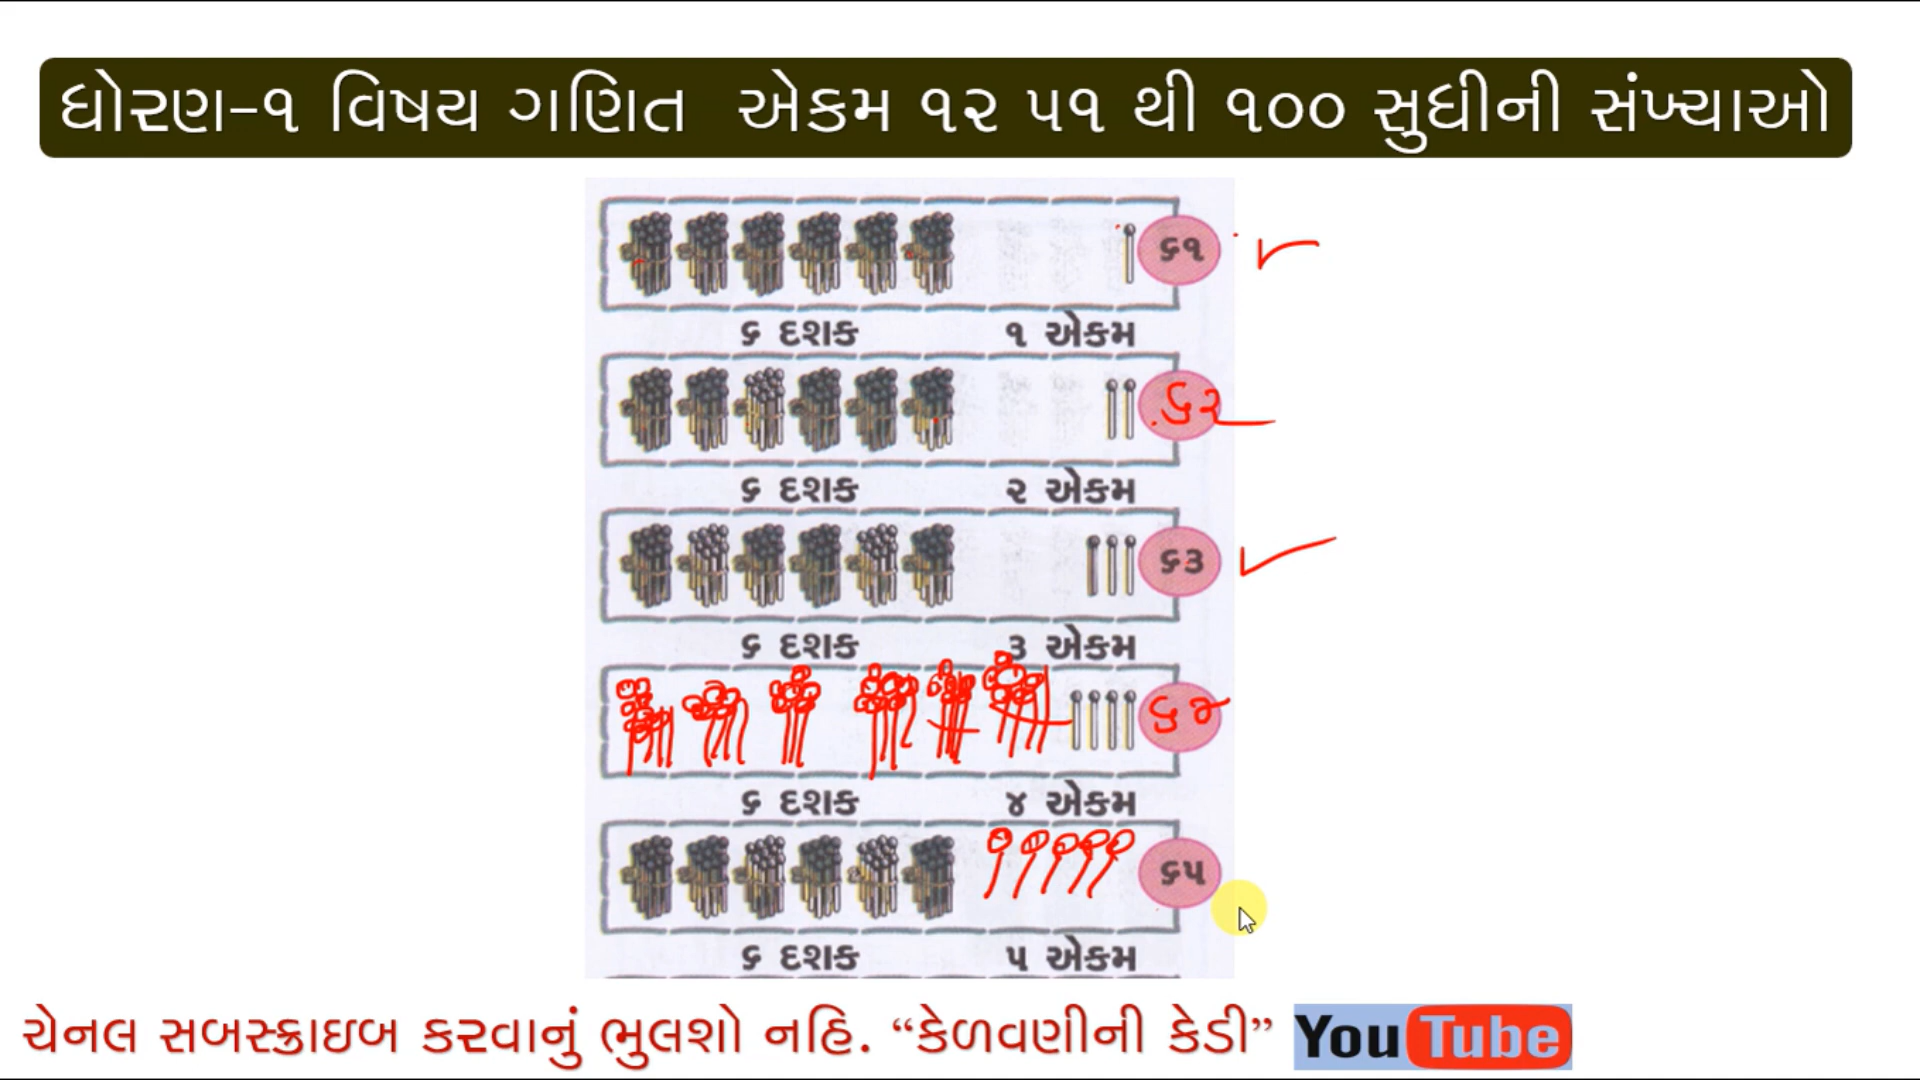 ધોરણ-૧ વિષય ગણિત એકમ ૧૨ ૫૧ થી ૧૦૦ સુધીની સંખ્યાઓ
૬૧
૬ દશક ૧ એકમ
૬૨
૬ દશક ૨ એકમ
૬૩
૬ દશક ૩ એકમ
૬૪
૬ દશક ૪ એકમ
૬૫
૬ દશક ૫ એકમ
ચેનલ સબસ્ક્રાઇબ કરવાનું ભુલશો નહિ. “કેળવણીની કેડી” YouTube